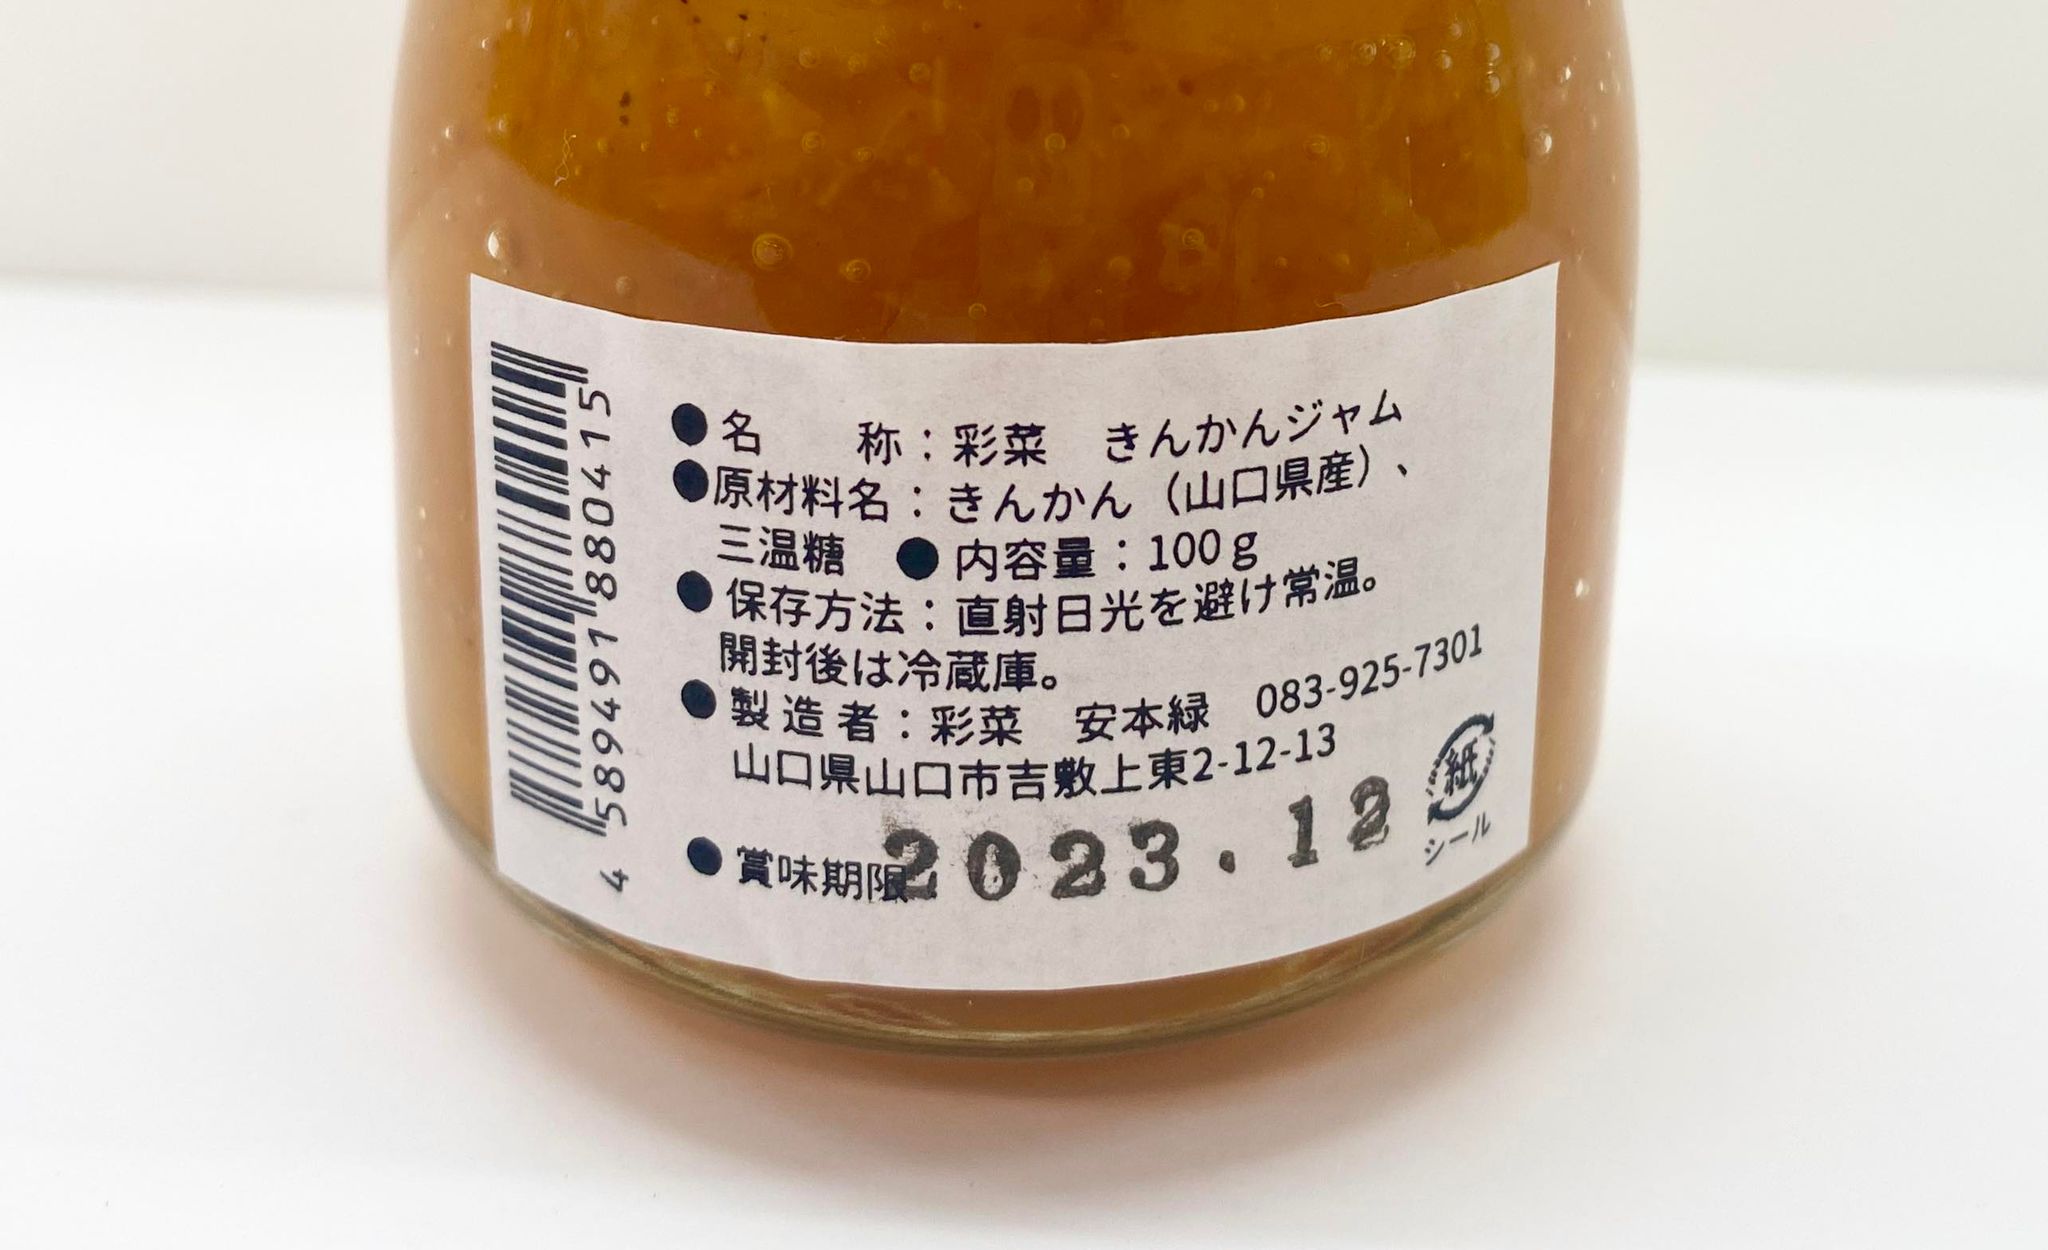 ●名　　称：彩菜　きんかんジャム
●原材料名：きんかん（山口県産）、
三温糖　●内容量：100g
●保存方法：直射日光を避け常温。
開封後は冷蔵庫。
●製造者：彩菜　安本緑　083-925-7301
山口県山口市吉敷上東2-12-13
●賞味期限 2023.12
紙
シール
4589491880415